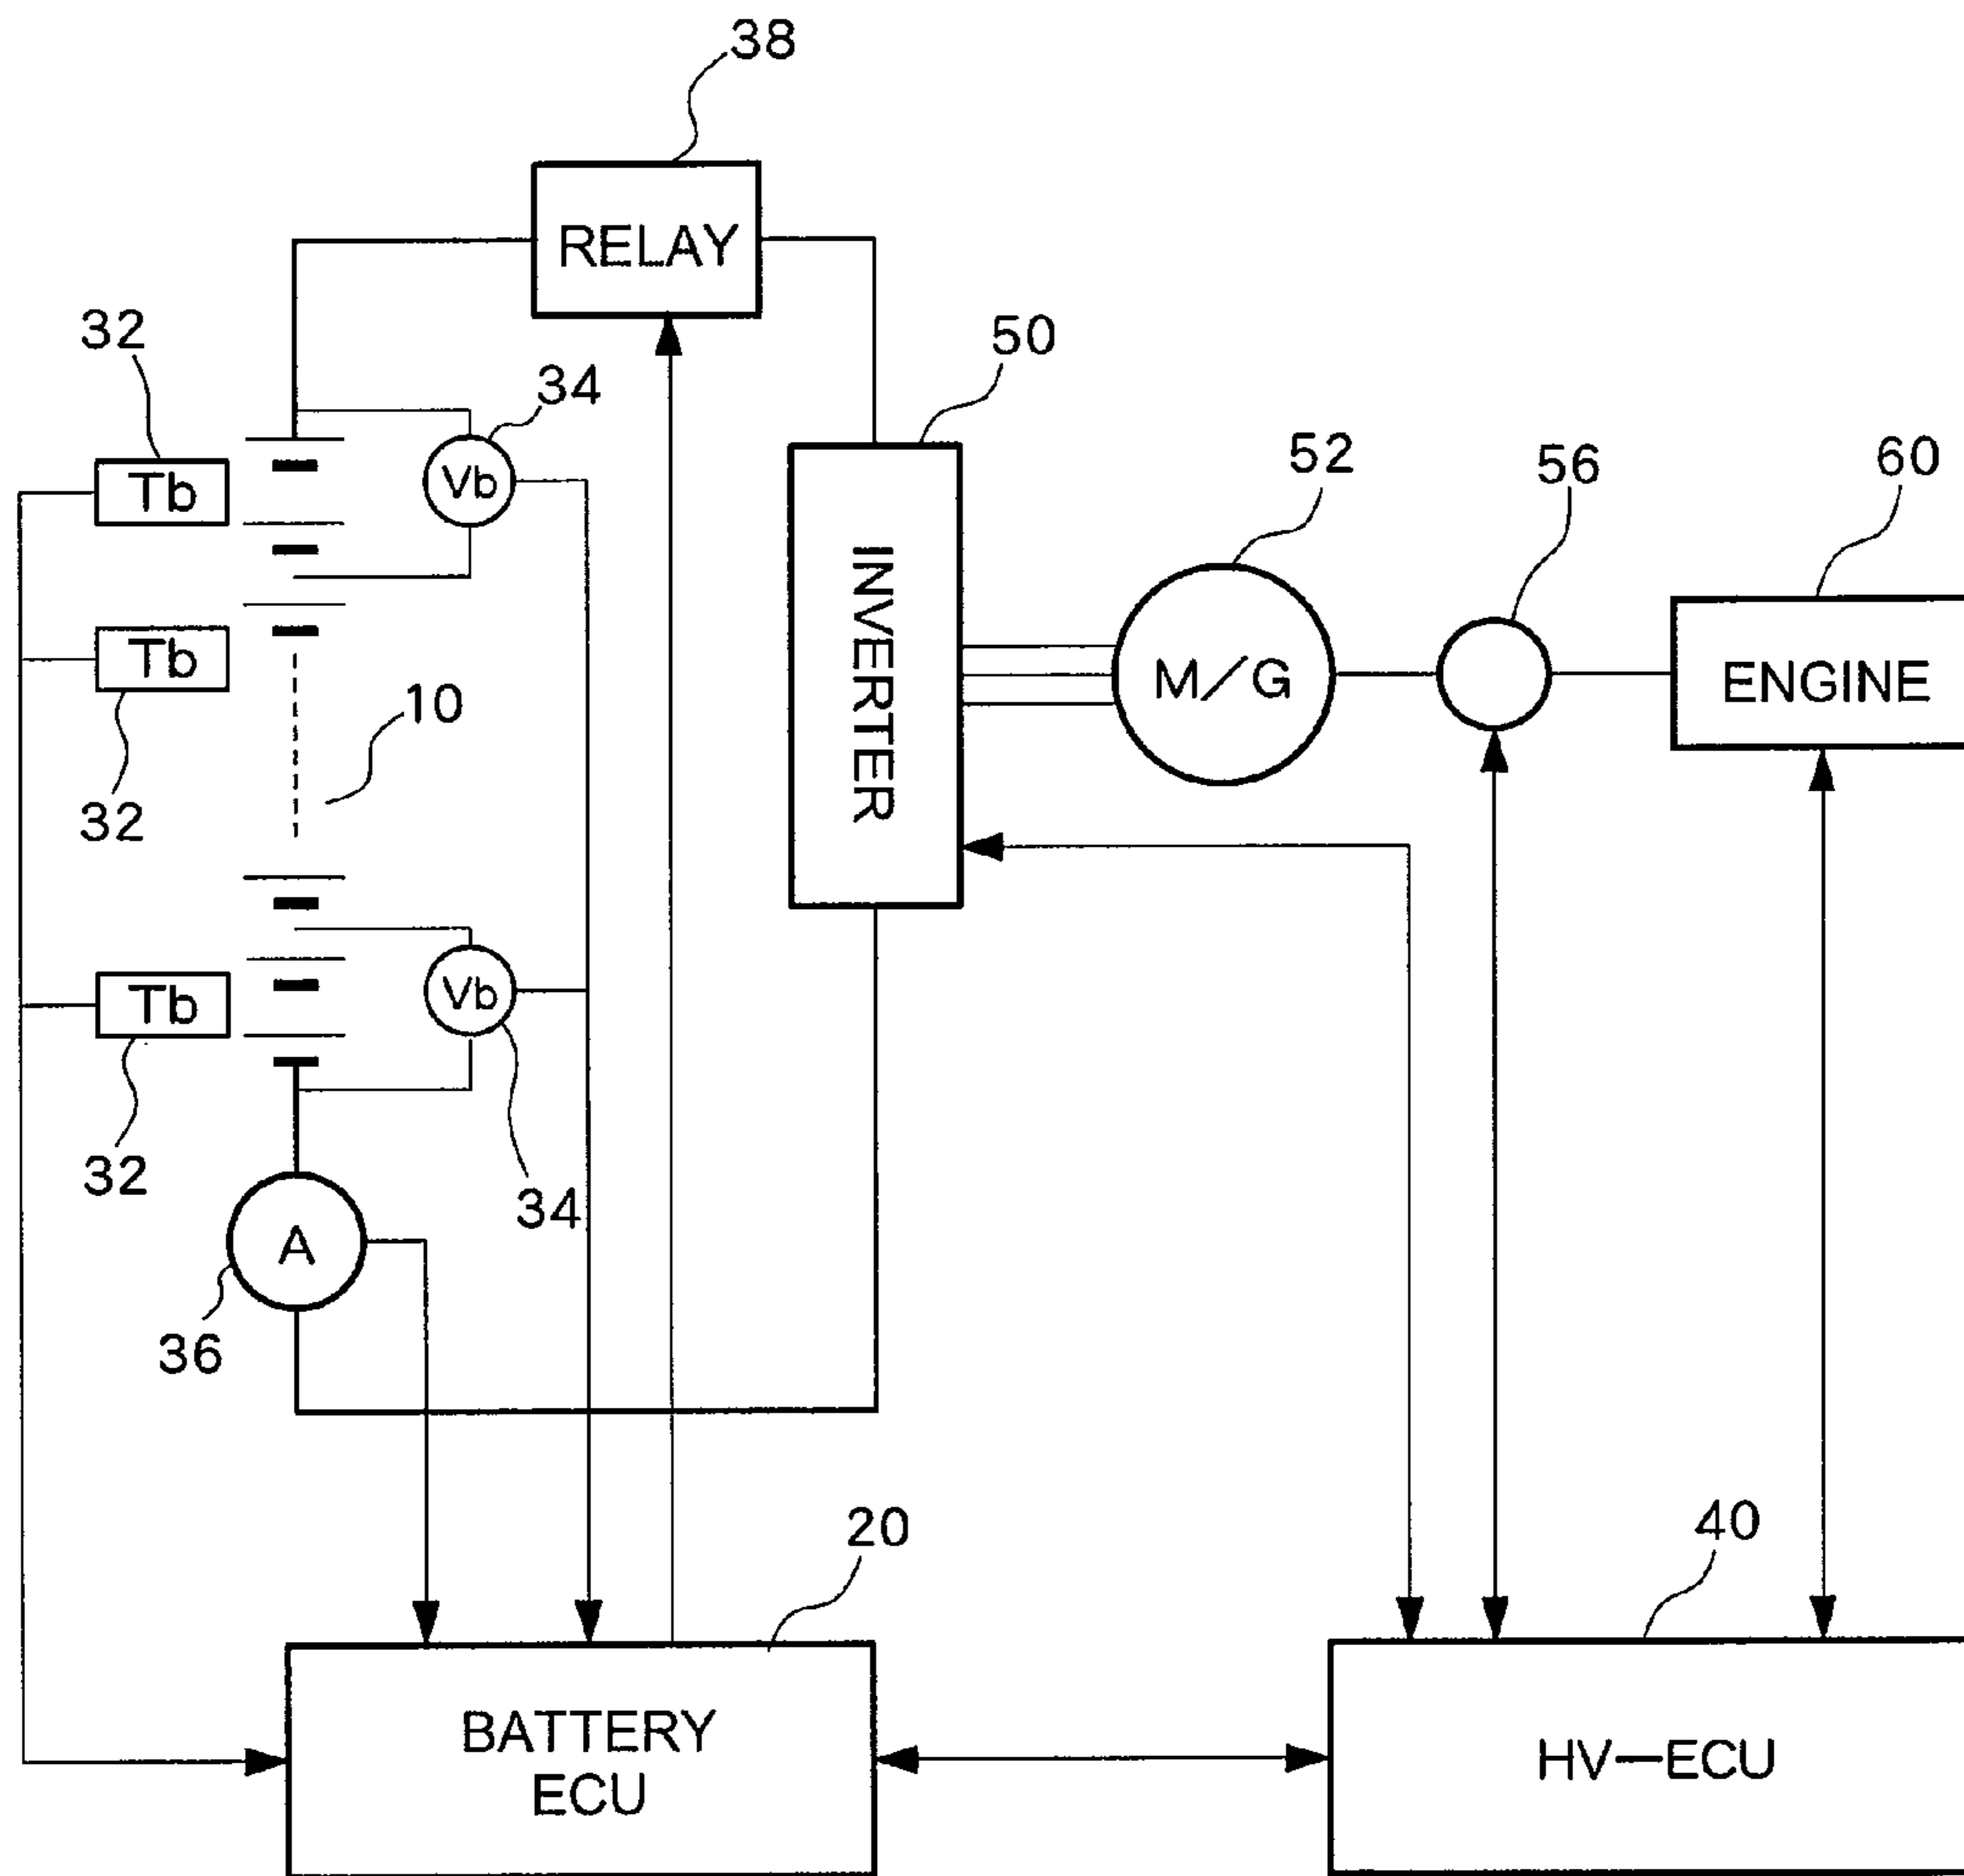 38
RELAY
32
34
50
52
56
60
Tb
Vb
Tb
INVERTER
M/G
ENGINE
10
32
Tb
Vb
32
34
A
36
20
40
BATTERY
ECU
HV—ECU